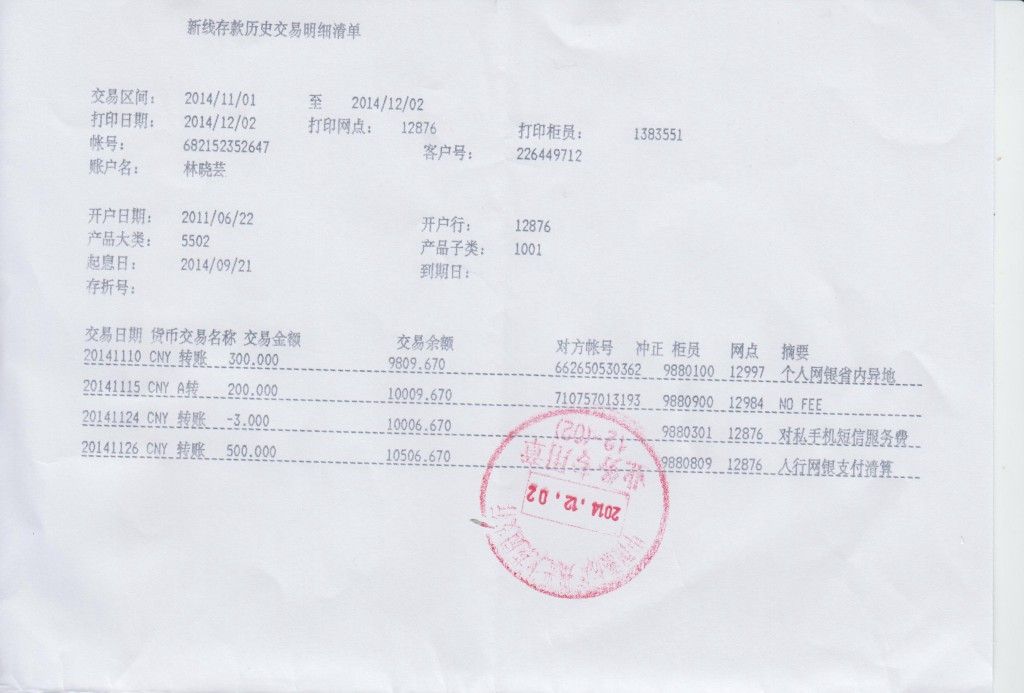 新线存款历史交易明细清单
交易区间： 2014/11/01 至 2014/12/02
打印日期： 2014/12/02 打印网点： 12876 打印柜员： 1383551
帐号： 682152352647 客户号： 226449712
账户名： 林晓芸
开户日期： 2011/06/22 开户行： 12876
产品大类： 5502 产品子类： 1001
起息日： 2014/09/21 到期日：
存折号：
交易日期 货币交易名称 交易金额 交易余额 对方帐号 冲正 柜员 网点 摘要
20141110 CNY 转账 300.000 9809.670 662650530362 9880100 12997 个人网银省内异地
20141115 CNY A转 200.000 10009.670 710757013193 9880900 12984 NO FEE
20141124 CNY 转账 -3.000 10006.670 9880301 12876 对私手机短信服务费
20141126 CNY 转账 500.000 10506.670 9880809 12876 人行网银支付清算
2014.12.02
业务专用章
12-(02)